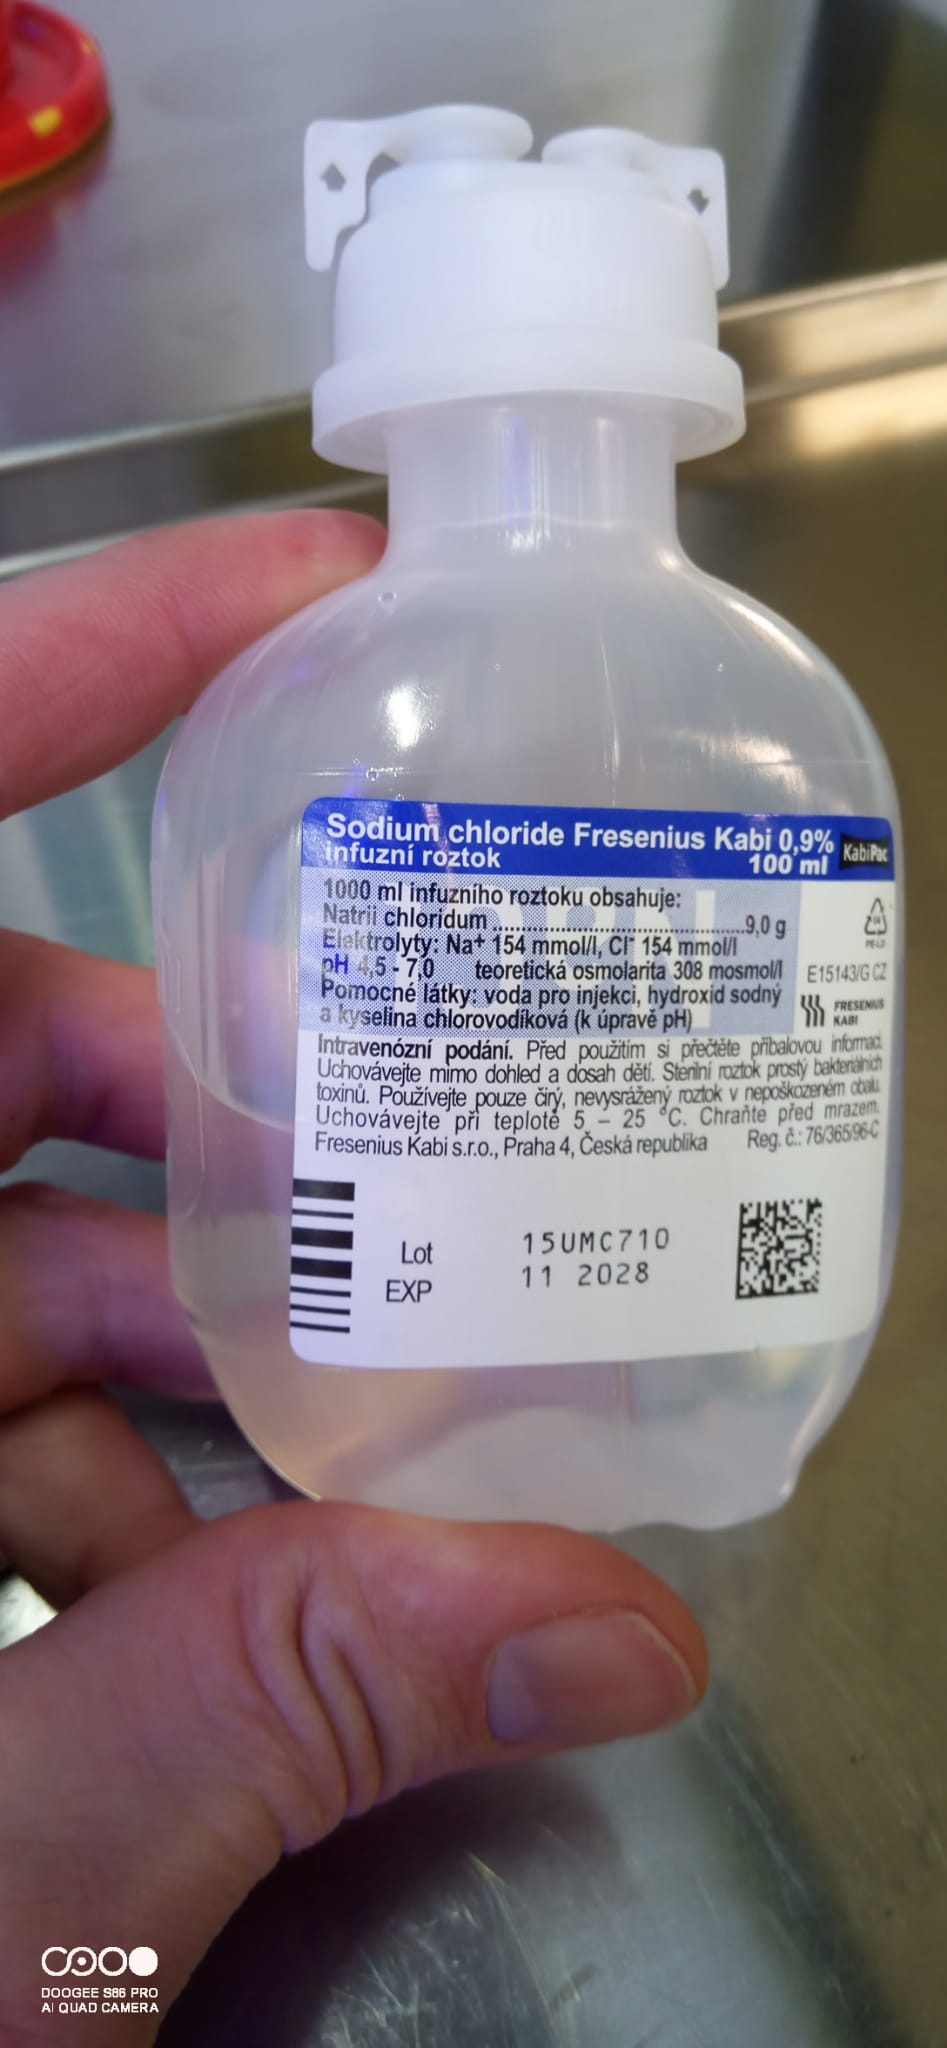 Sodium chloride Fresenius Kabi 0,9%
infuzní roztok 100 ml
KabiPac
1000 ml infuzního roztoku obsahuje:
Natrii chloridum ........................................9,0 g
Elektrolyty: Na⁺ 154 mmol/l, Cl⁻ 154 mmol/l
pH 4,5 - 7,0 teoretická osmolarita 308 mosmol/l
Pomocné látky: voda pro injekci, hydroxid sodný
a kyselina chlorovodíková (k úpravě pH)
04
PE-LD
E15143/G CZ
FRESENIUS
KABI
Intravenózní podání. Před použitím si přečtěte příbalovou informaci.
Uchovávejte mimo dohled a dosah dětí. Sterilní roztok prostý bakteriálních
toxinů. Používejte pouze čirý, nevysrážený roztok v nepoškozeném obalu.
Uchovávejte při teplotě 5 – 25 °C. Chraňte před mrazem.
Fresenius Kabi s.r.o., Praha 4, Česká republika Reg. č.: 76/365/96-C
Lot 15UMC710
EXP 11 2028
DOOGEE S86 PRO
AI QUAD CAMERA